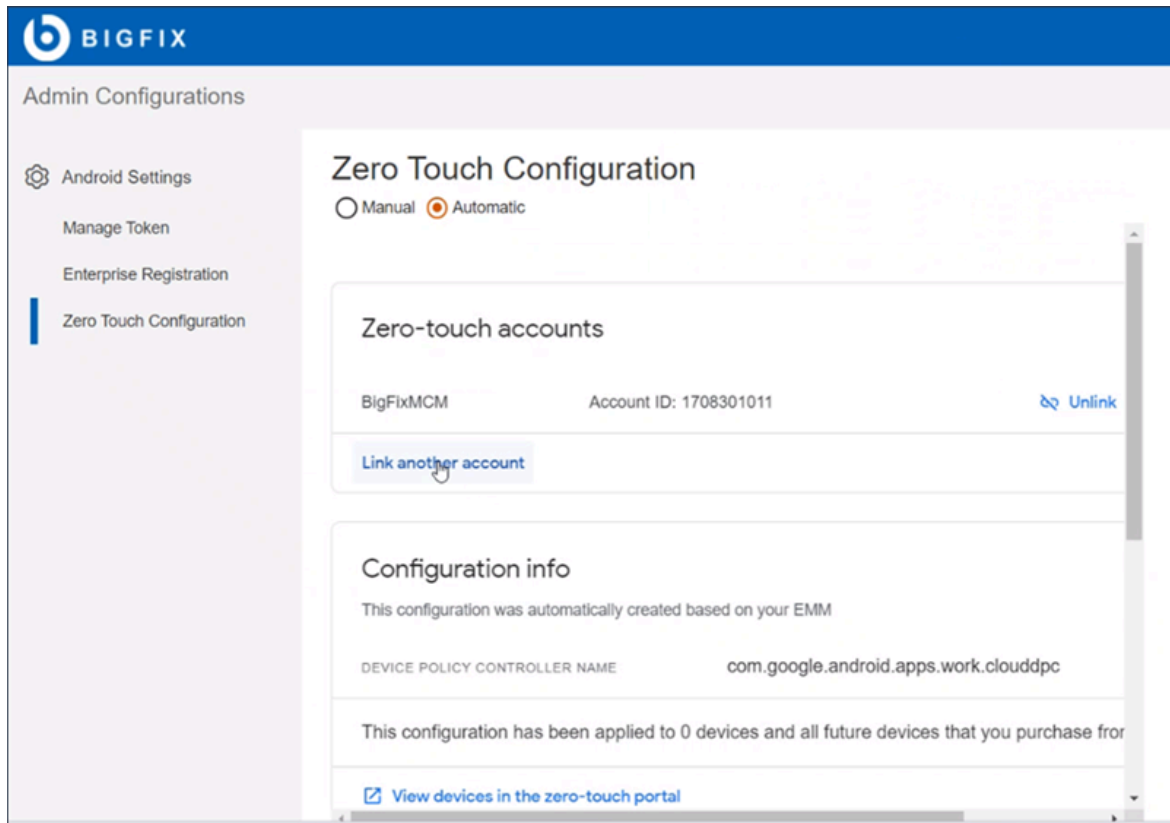 BIGFIX
Admin Configurations
Android Settings
Manage Token
Enterprise Registration
Zero Touch Configuration
Zero Touch Configuration
Manual Automatic
Zero-touch accounts
BigFixMCM Account ID: 1708301011 Unlink
Link another account
Configuration info
This configuration was automatically created based on your EMM
DEVICE POLICY CONTROLLER NAME com.google.android.apps.work.clouddpc
This configuration has been applied to 0 devices and all future devices that you purchase
View devices in the zero-touch portal